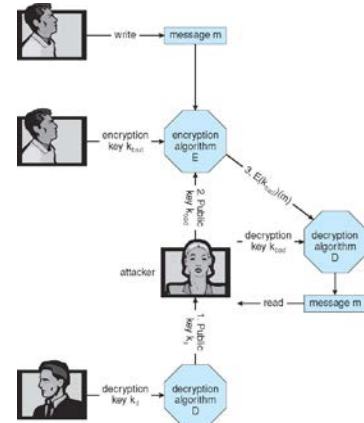 write
message m
encryption
key k_bad
encryption
algorithm
E
2. Public
key k_bad
3. E(k_bad)(m)
decryption
key k_bad
decryption
algorithm
D
attacker
read
message m
1. Public
key k_d
decryption
key k_d
decryption
algorithm
D